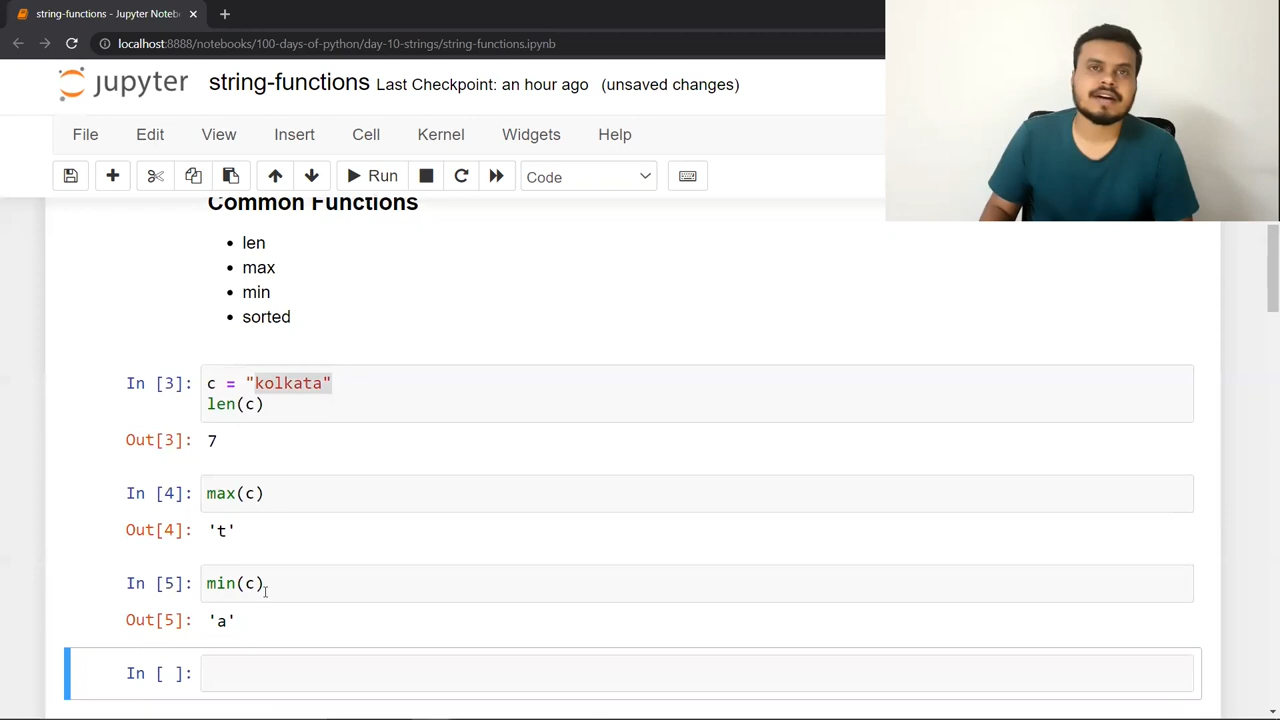 string-functions - Jupyter Noteb
localhost:8888/notebooks/100-days-of-python/day-10-strings/string-functions.ipynb
jupyter string-functions Last Checkpoint: an hour ago (unsaved changes)
File Edit View Insert Cell Kernel Widgets Help
Run Code
Common Functions
• len
• max
• min
• sorted
In [3]: c = "kolkata"
len(c)
Out[3]: 7
In [4]: max(c)
Out[4]: 't'
In [5]: min(c)
Out[5]: 'a'
In [ ]: